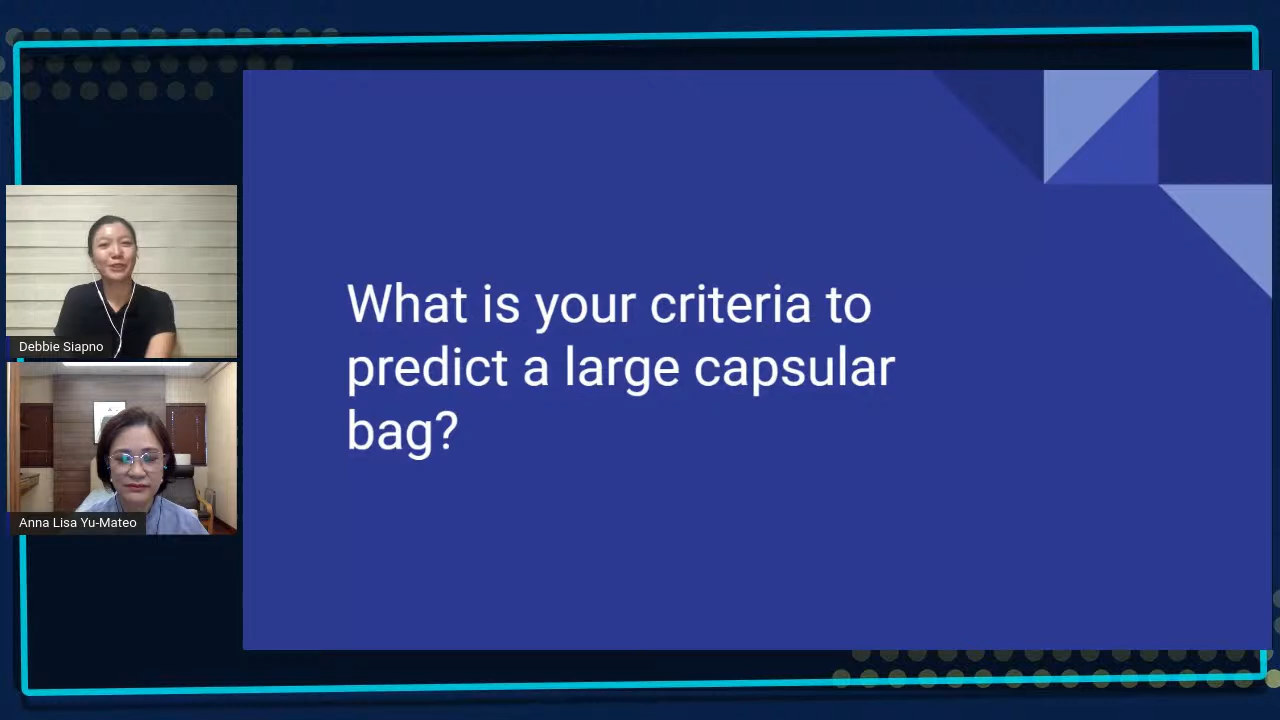 Debbie Siapno
Anna Lisa Yu-Mateo
What is your criteria to
predict a large capsular
bag?